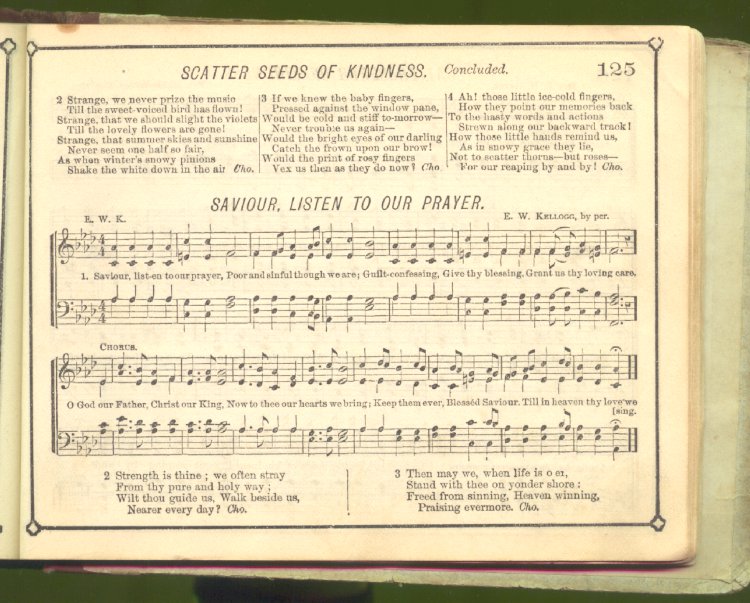 SCATTER SEEDS OF KINDNESS. Concluded. 125
2 Strange, we never prize the music
Till the sweet-voiced bird has flown!
Strange, that we should slight the violets
Till the lovely flowers are gone!
Strange, that summer skies and sunshine
Never seem one half so fair,
As when winter's snowy pinions
Shake the white down in the air Cho.
3 If we knew the baby fingers,
Pressed against the window pane,
Would be cold and stiff to-morrow—
Never trouble us again—
Would the bright eyes of our darling
Catch the frown upon our brow!
Would the print of rosy fingers
Vex us then as they do now? Cho
4 Ah! those little ice-cold fingers,
How they point our memories back
To the hasty words and actions
Strewn along our backward track!
How those little hands remind us,
As in snowy grace they lie,
Not to scatter thorns—but roses—
For our reaping by and by! Cho.
SAVIOUR, LISTEN TO OUR PRAYER.
E. W. K. E. W. KELLOGG, by per.
1. Saviour, list-en to our prayer, Poor and sinful though we are; Guilt-confessing, Give thy blessing, Grant us thy loving care.
CHORUS.
O God our Father, Christ our King, Now to thee our hearts we bring; Keep them ever, Blesséd Saviour. Till in heaven thy love we
[sing.
2 Strength is thine; we often stray
From thy pure and holy way;
Wilt thou guide us, Walk beside us,
Nearer every day? Cho.
3 Then may we, when life is o er,
Stand with thee on yonder shore;
Freed from sinning, Heaven winning,
Praising evermore. Cho.